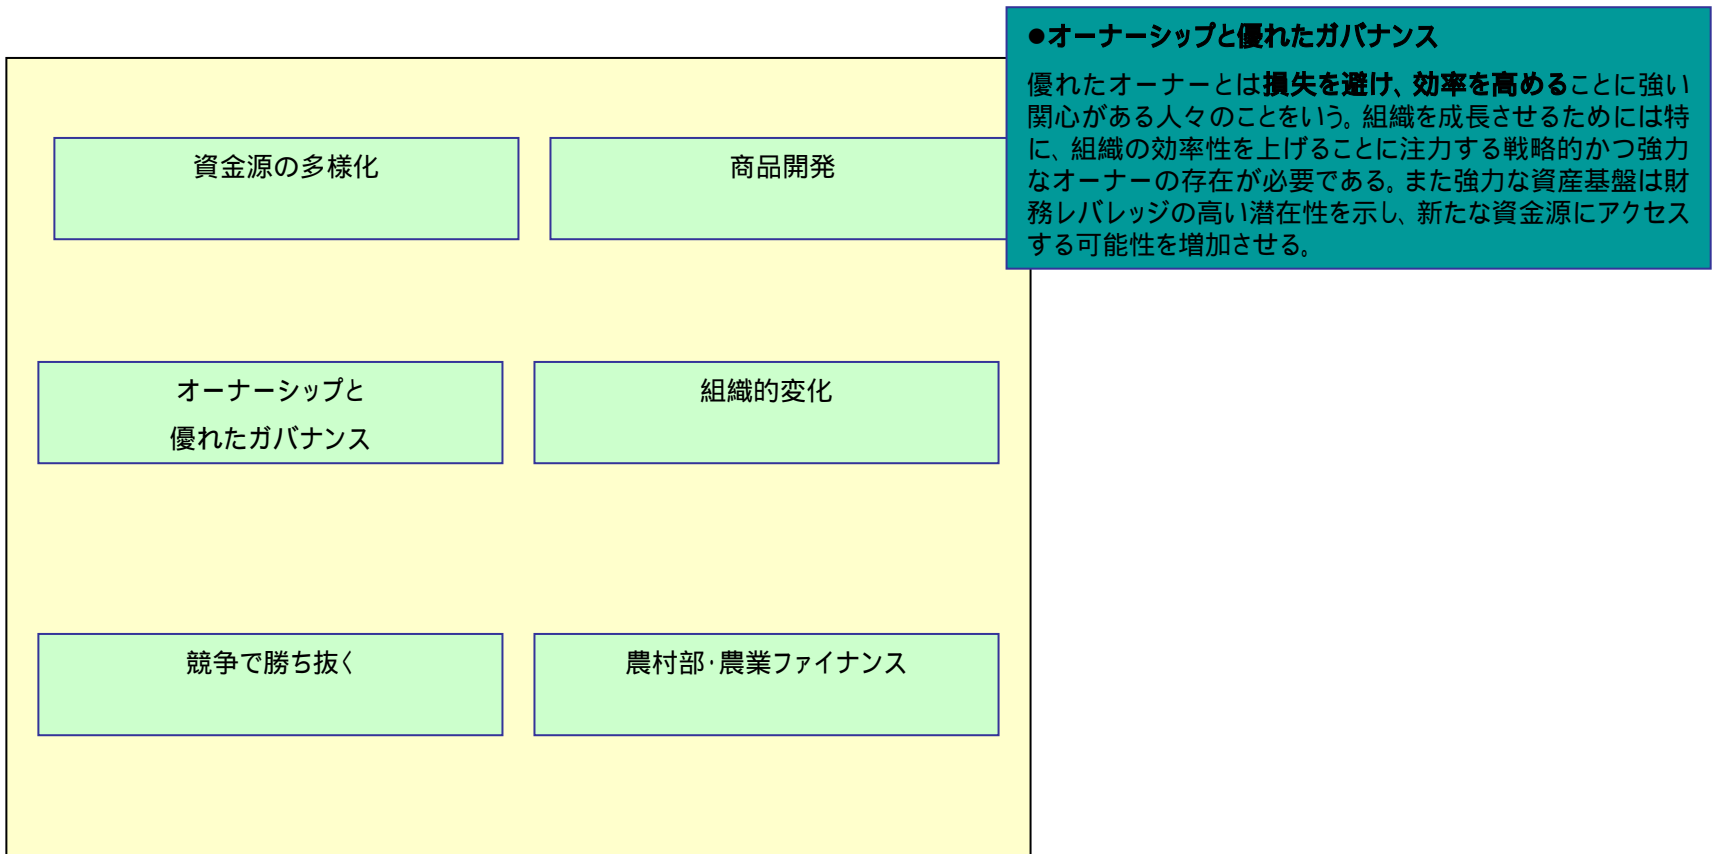 ●オーナーシップと優れたガバナンス
優れたオーナーとは損失を避け、効率を高めることに強い
関心がある人々のことをいう。組織を成長させるためには特
に、組織の効率性を上げることに注力する戦略的かつ強力
なオーナーの存在が必要である。また強力な資産基盤は財
務レバレッジの高い潜在性を示し、新たな資金源にアクセス
する可能性を増加させる。
資金源の多様化
商品開発
オーナーシップと
優れたガバナンス
組織的変化
競争で勝ち抜く
農村部・農業ファイナンス